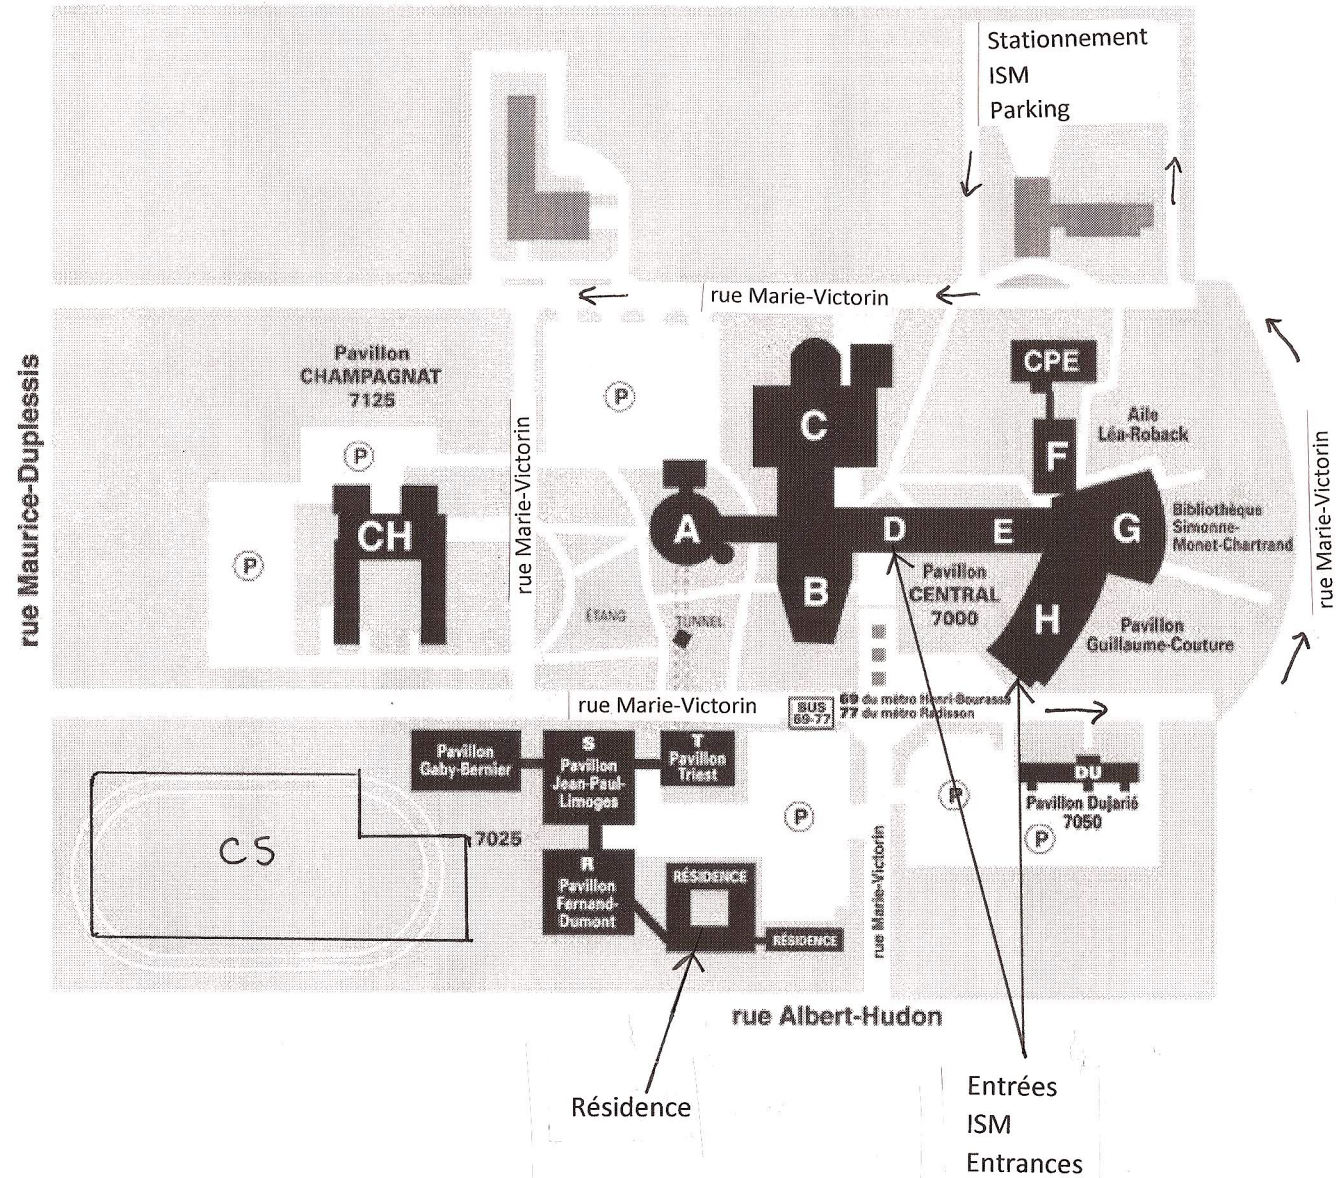 Stationnement
ISM
Parking
rue Marie-Victorin
Pavillon
CHAMPAGNAT
7125
P
P
P
CH
rue Maurice-Duplessis
rue Marie-Victorin
C
CPE
F
Aile
Léa-Roback
A
D
E
G
Bibliothèque
Simonne-
Monet-Chartrand
rue Marie-Victorin
B
Pavillon
CENTRAL
7000
H
Pavillon
Guillaume-Couture
ÉTANG
TUNNEL
rue Marie-Victorin
BUS
69-77
69 du métro Henri-Bourassa
77 du métro Radisson
Pavillon
Gaby-Bernier
S
Pavillon
Jean-Paul-
Limoges
T
Pavillon
Triest
P
P
DU
Pavillon Dujarié
7050
P
CS
7025
R
Pavillon
Fernand-
Dumont
RÉSIDENCE
RÉSIDENCE
rue Marie-Victorin
rue Albert-Hudon
Résidence
Entrées
ISM
Entrances